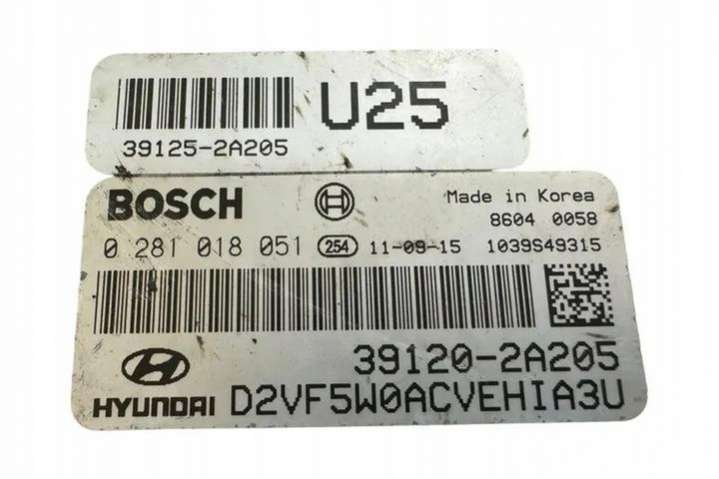 U25
39125-2A205
BOSCH Made in Korea
8604 0058
0 281 018 051 254 11-09-15 1039S49315
39120-2A205
HYUNDAI D2VF5W0ACVEHIA3U